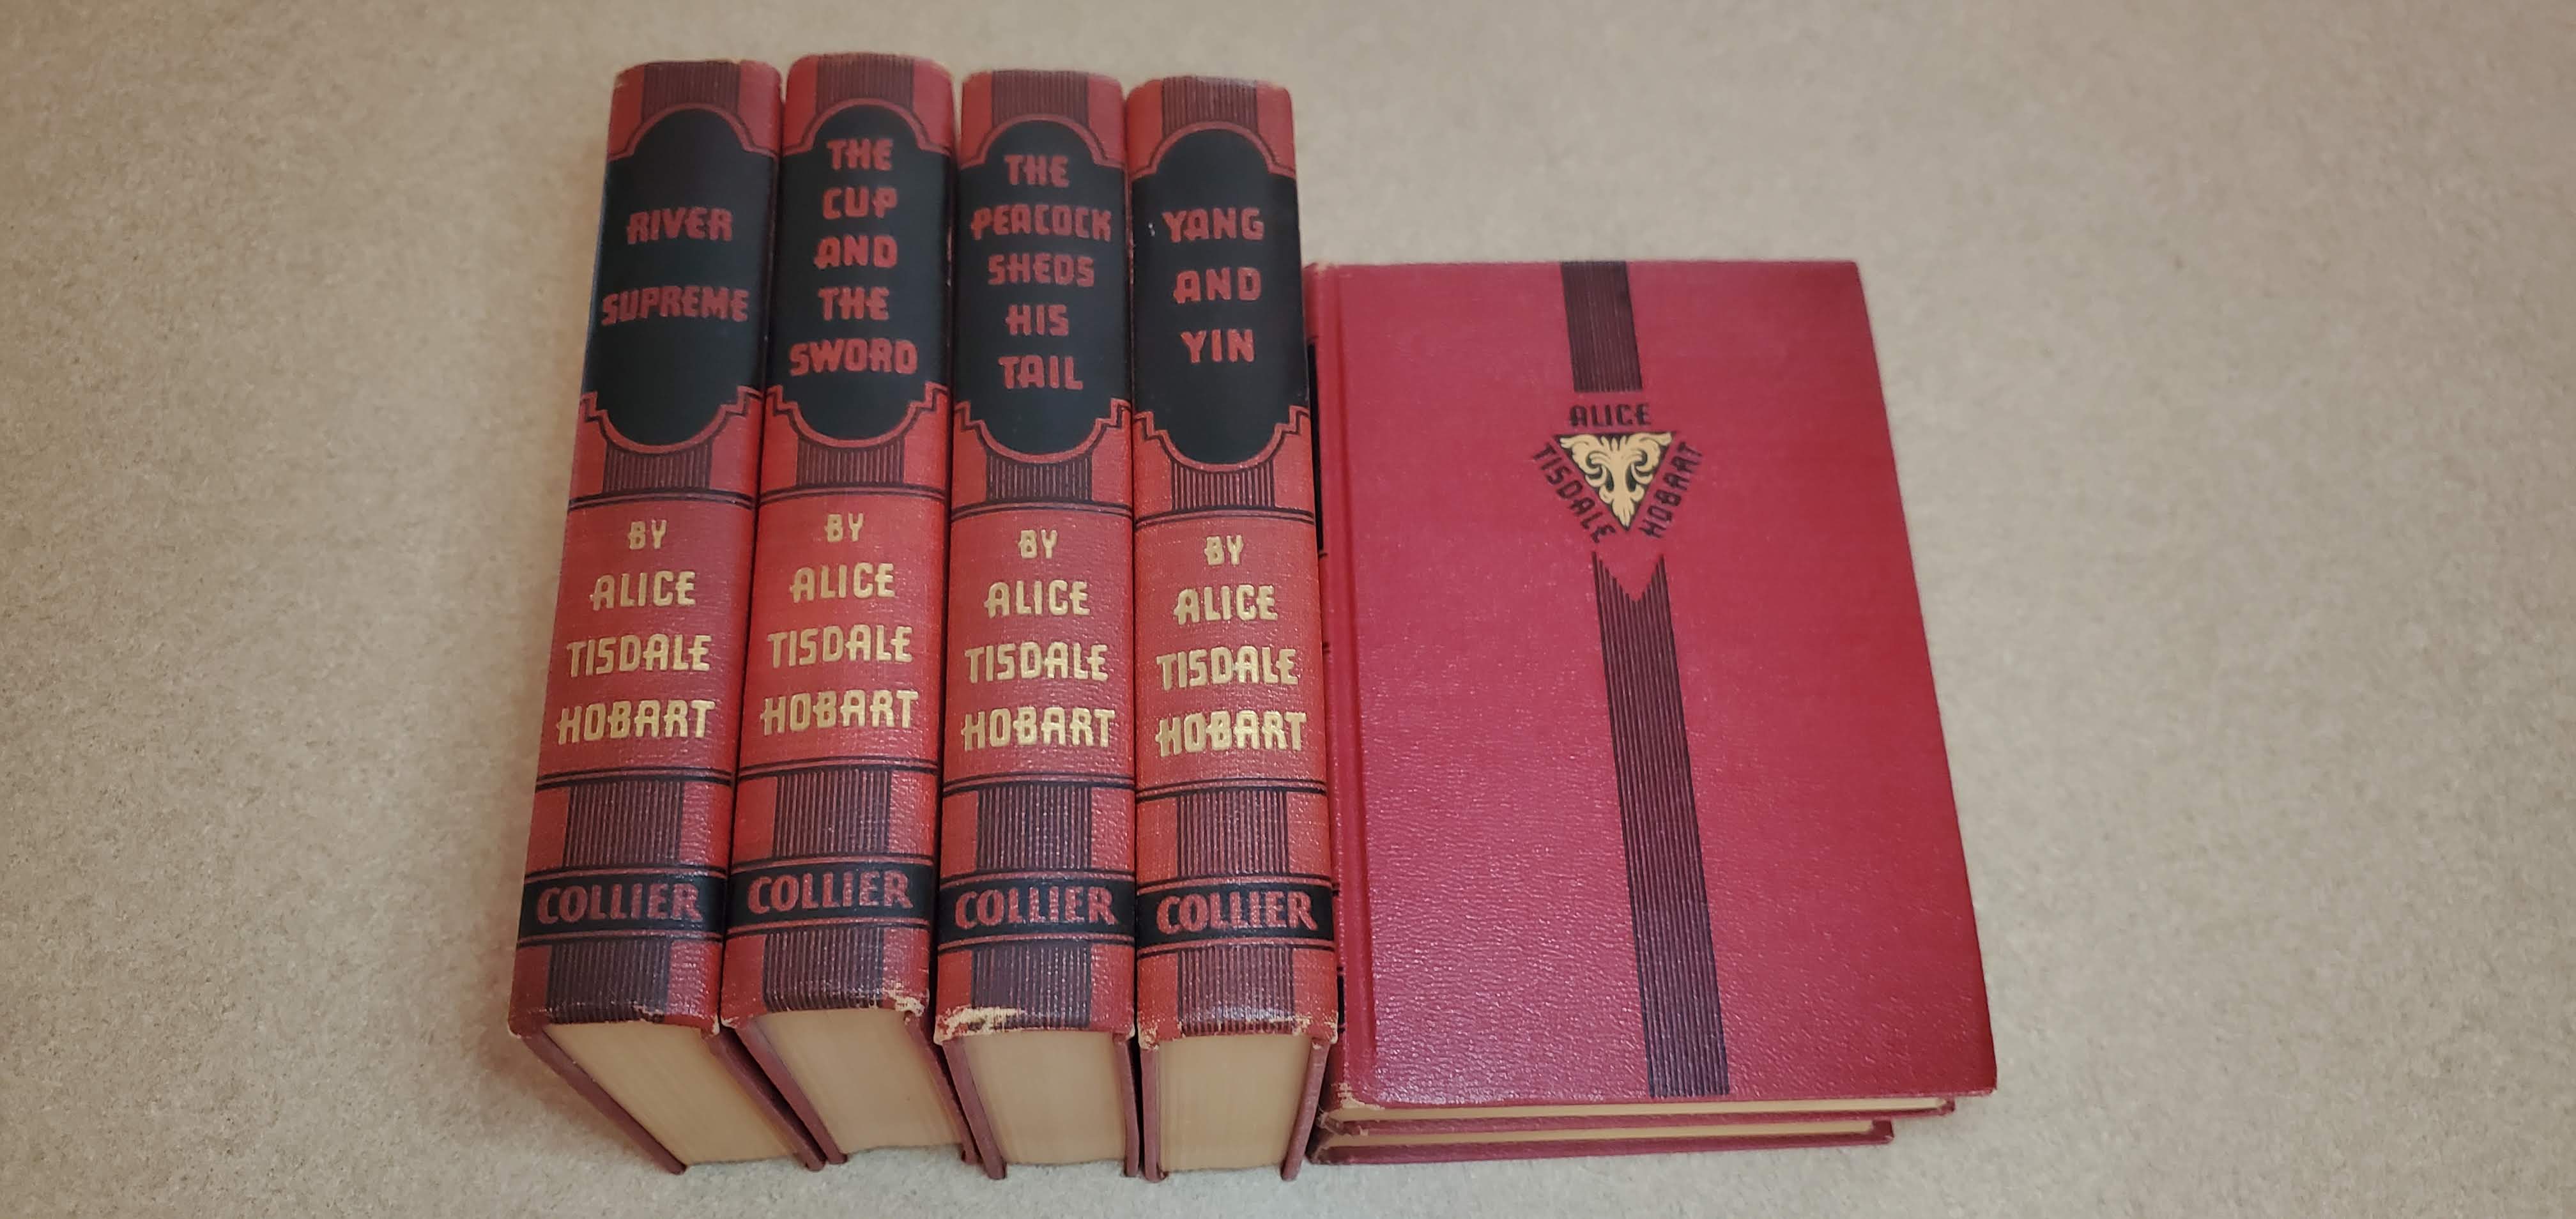 RIVER
SUPREME
BY
ALICE
TISDALE
HOBART
COLLIER
THE
CUP
AND
THE
SWORD
BY
ALICE
TISDALE
HOBART
COLLIER
THE
PEACOCK
SHEDS
HIS
TAIL
BY
ALICE
TISDALE
HOBART
COLLIER
YANG
AND
YIN
BY
ALICE
TISDALE
HOBART
COLLIER
ALICE
TISDALE
HOBART